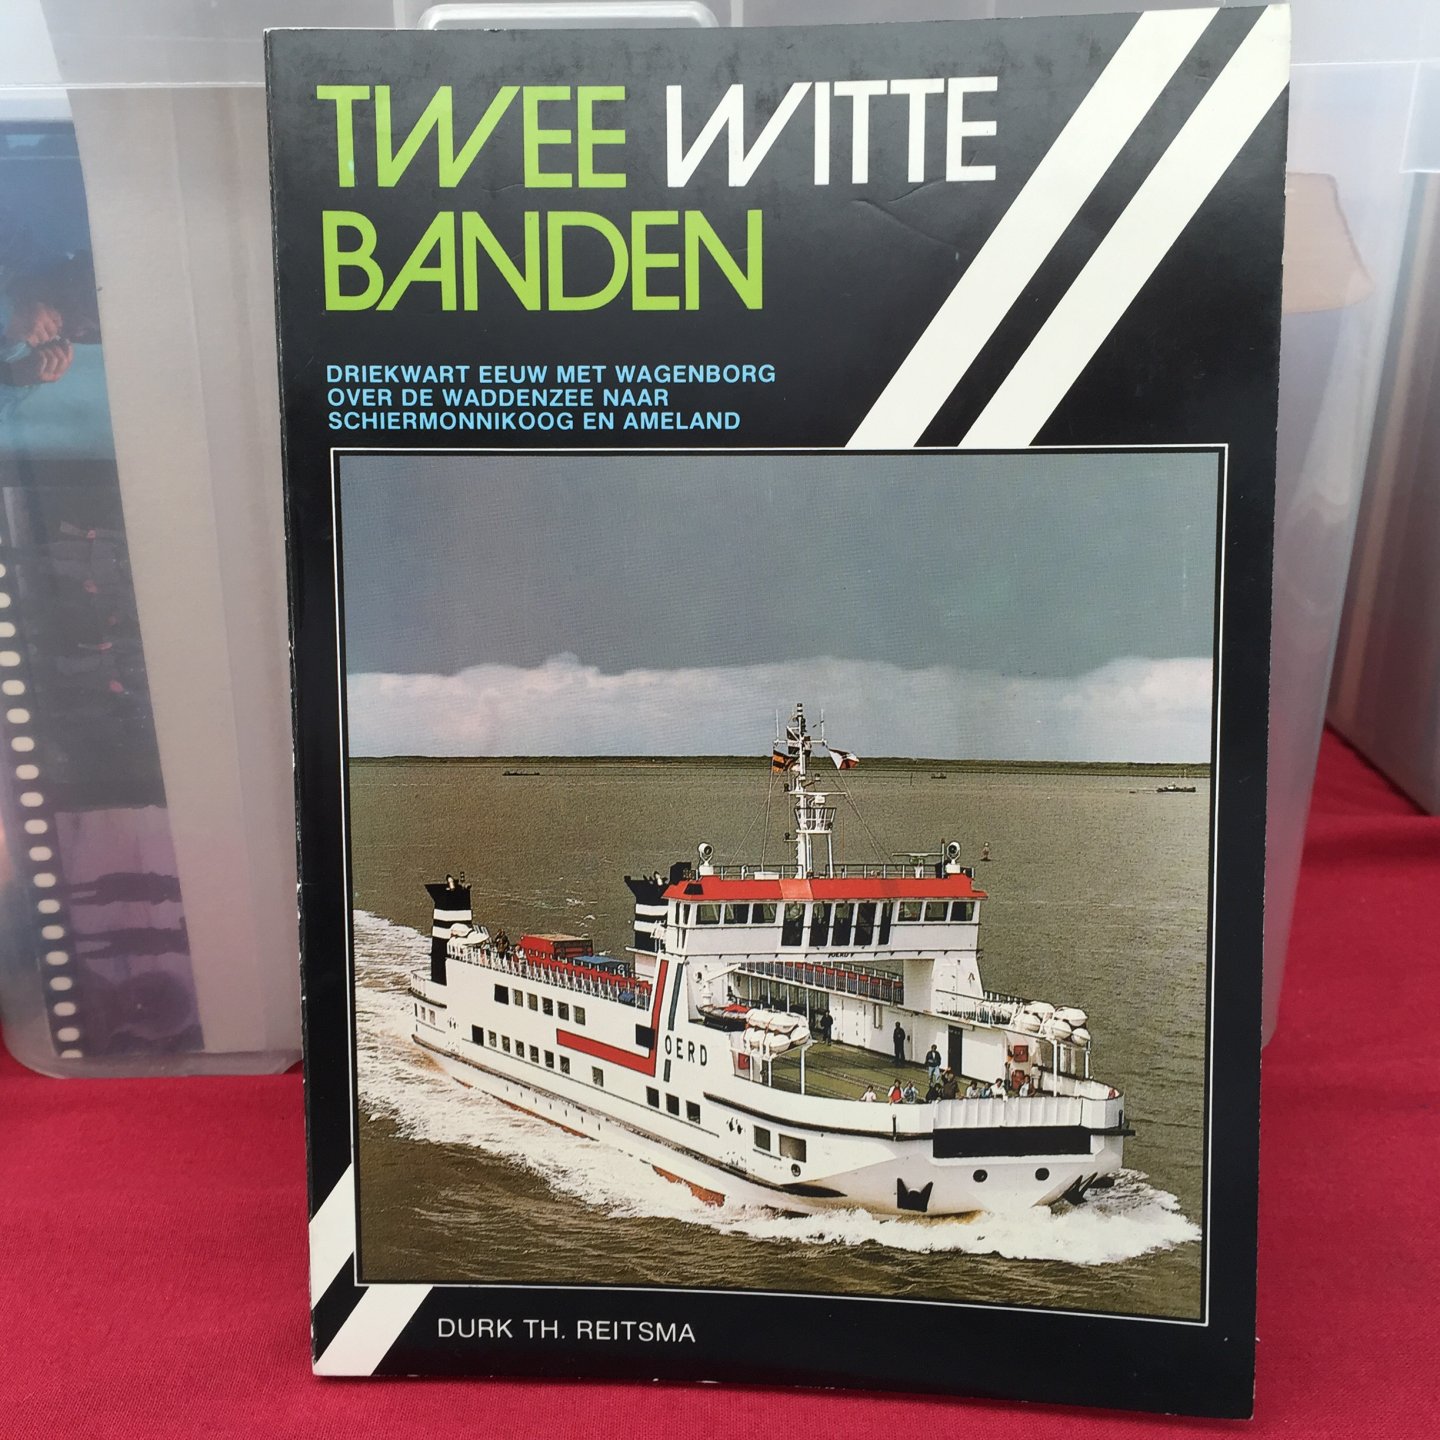 TWEE WITTE
BANDEN
DRIEKWART EEUW MET WAGENBORG
OVER DE WADDENZEE NAAR
SCHIERMONNIKOOG EN AMELAND
OERD
DURK TH. REITSMA